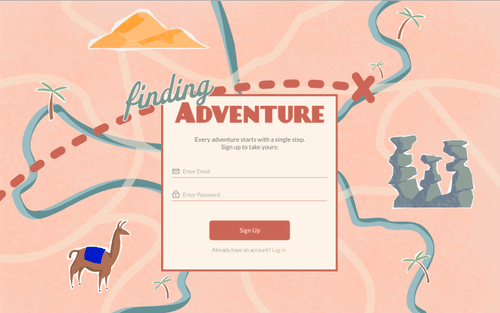 finding
ADVENTURE
Every adventure starts with a single step.
Sign up to take yours:
Enter Email
Enter Password
Sign Up
Already have an account? Log in